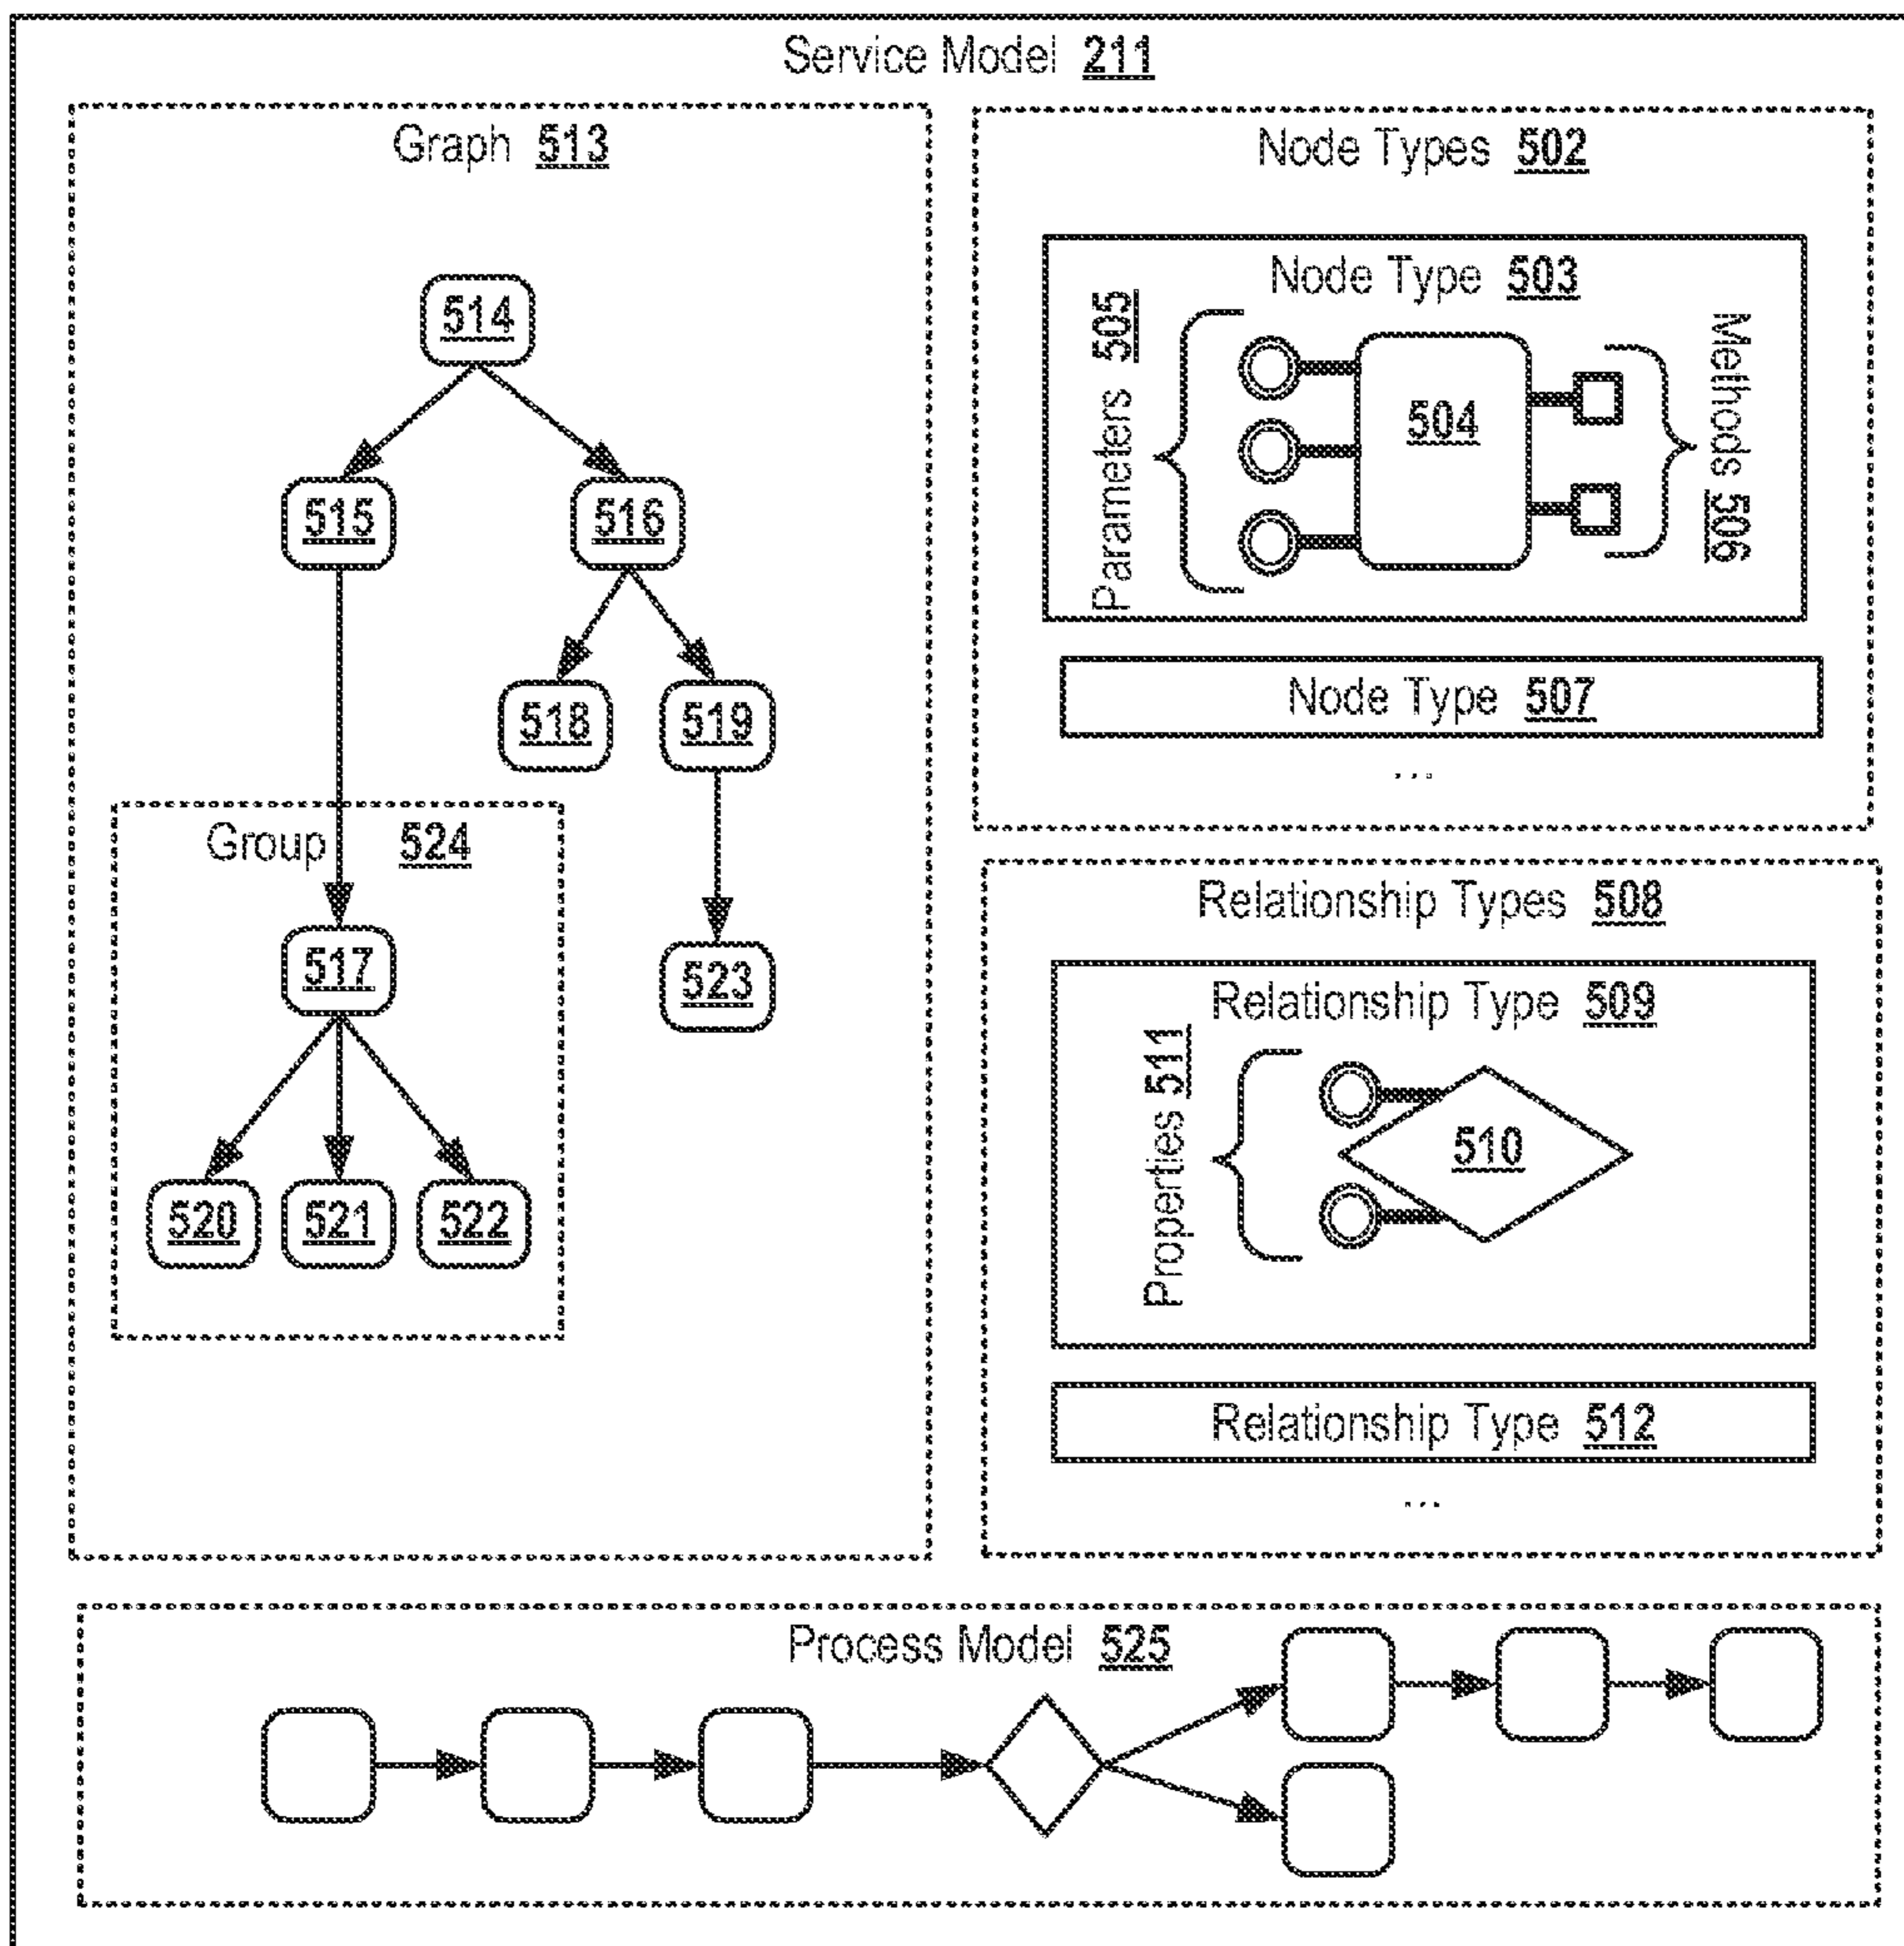 Service Model 211
Graph 513
514
515
516
518
519
Group 524
517
523
520
521
522
Node Types 502
Node Type 503
Parameters 505
504
Methods 506
Node Type 507
...
Relationship Types 508
Relationship Type 509
Properties 511
510
Relationship Type 512
...
Process Model 525